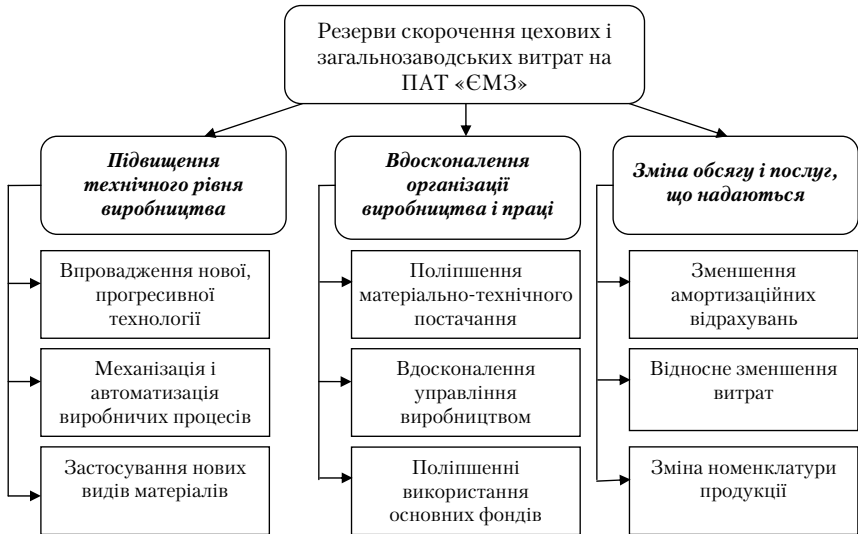 Резерви скорочення цехових і
загальнозаводських витрат на
ПАТ «ЄМЗ»
Підвищення
технічного рівня
виробництва
Впровадження нової,
прогресивної
технології
Механізація і
автоматизація
виробничих процесів
Застосування нових
видів матеріалів
Вдосконалення
організації
виробництва і праці
Поліпшення
матеріально-технічного
постачання
Вдосконалення
управління
виробництвом
Поліпшенні
використання
основних фондів
Зміна обсягу і послуг,
що надаються
Зменшення
амортизаційних
відрахувань
Відносне зменшення
витрат
Зміна номенклатури
продукції